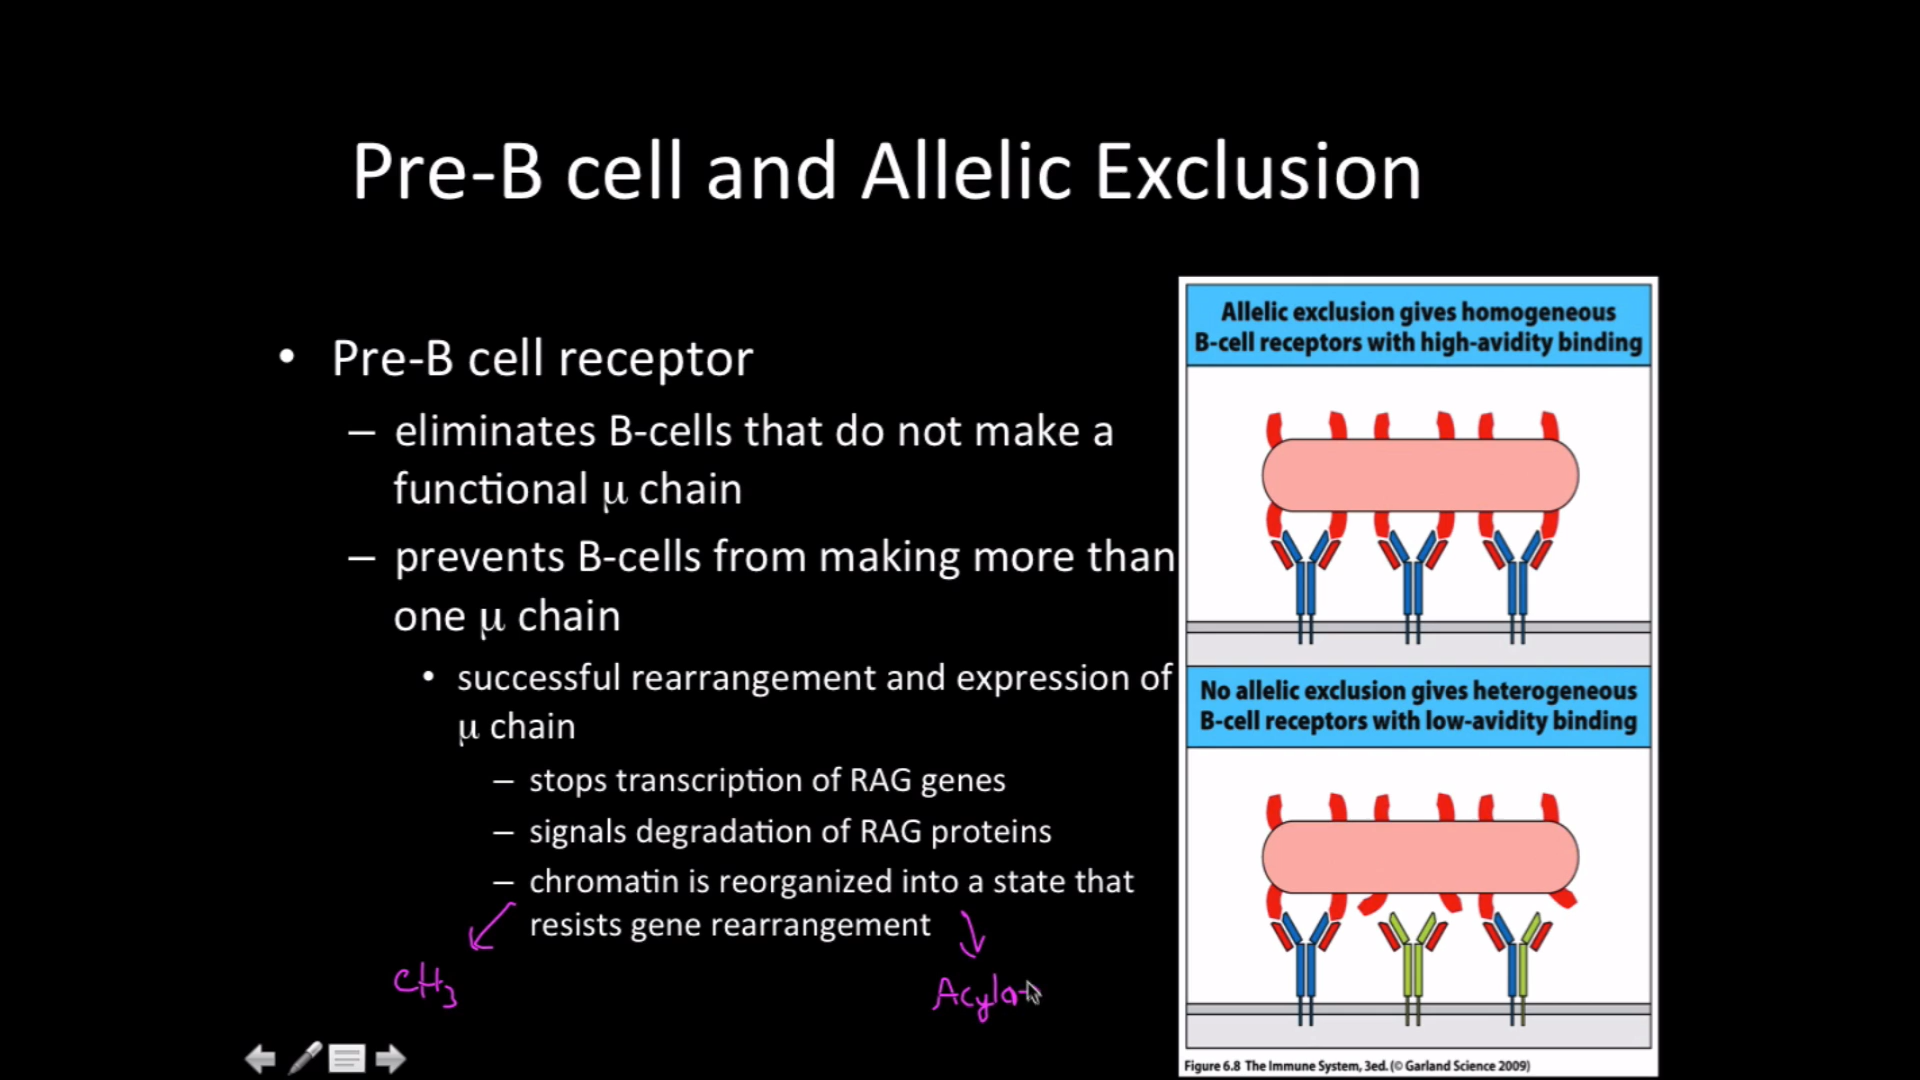 Pre-B cell and Allelic Exclusion
• Pre-B cell receptor
– eliminates B-cells that do not make a
functional μ chain
– prevents B-cells from making more than
one μ chain
• successful rearrangement and expression of
μ chain
– stops transcription of RAG genes
– signals degradation of RAG proteins
– chromatin is reorganized into a state that
resists gene rearrangement
CH3
Allelic exclusion gives homogeneous
B-cell receptors with high-avidity binding
No allelic exclusion gives heterogeneous
B-cell receptors with low-avidity binding
Figure 6.8 The Immune System, 3ed. (© Garland Science 2009)